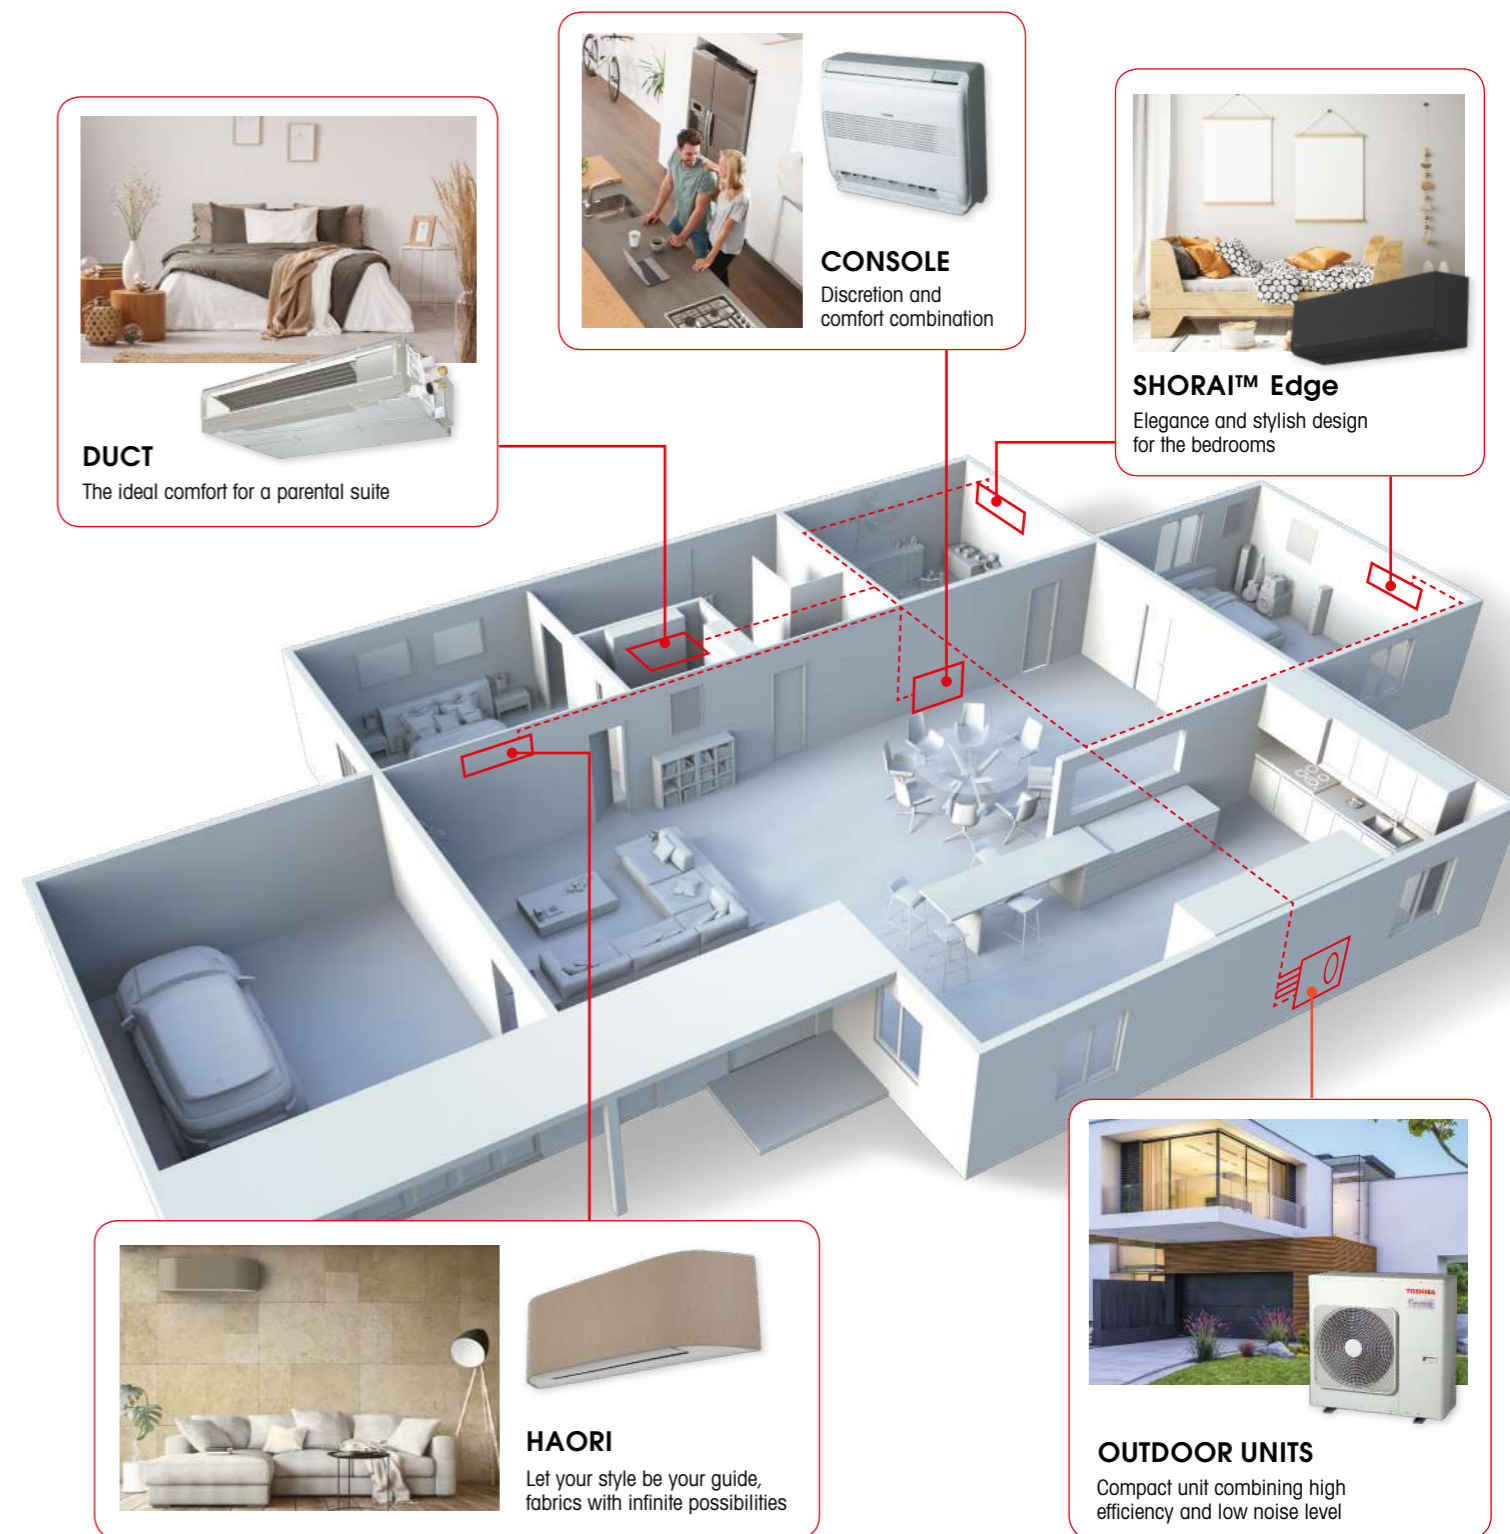 CONSOLE
Discretion and
comfort combination
SHORAI™ Edge
Elegance and stylish design
for the bedrooms
DUCT
The ideal comfort for a parental suite
HAORI
Let your style be your guide,
fabrics with infinite possibilities
TOSHIBA
OUTDOOR UNITS
Compact unit combining high
efficiency and low noise level